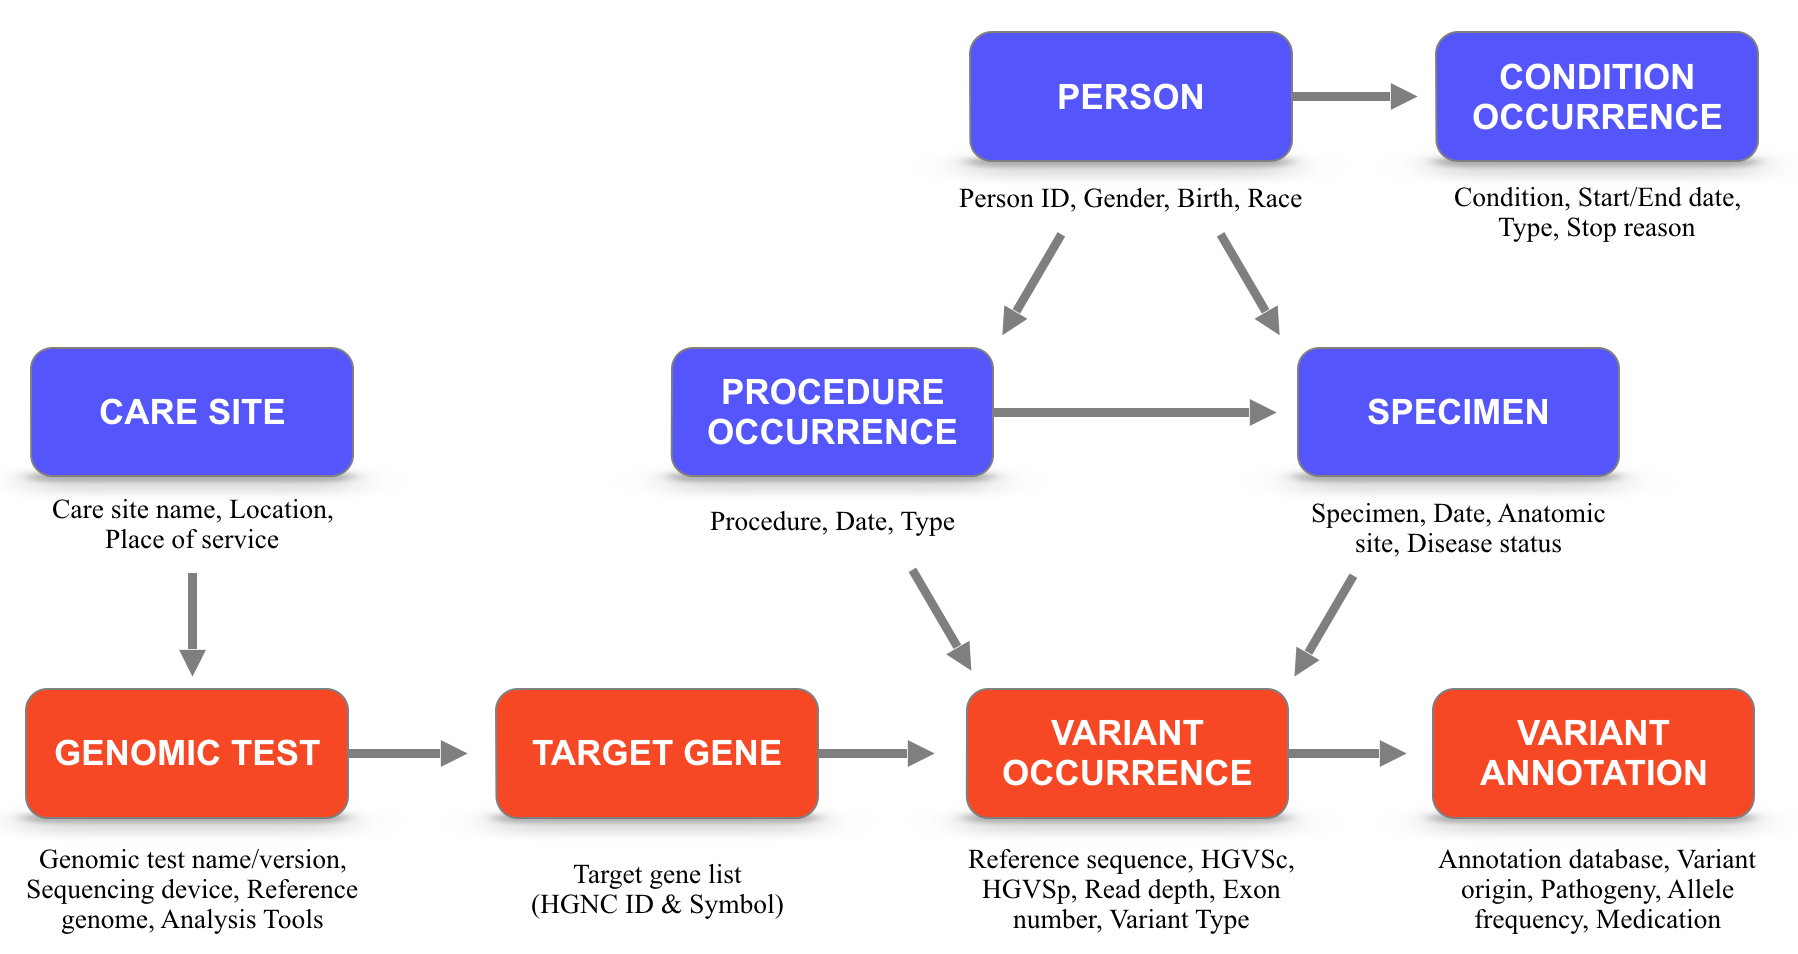 PERSON
CONDITION
OCCURRENCE
Person ID, Gender, Birth, Race
Condition, Start/End date,
Type, Stop reason
CARE SITE
PROCEDURE
OCCURRENCE
SPECIMEN
Care site name, Location,
Place of service
Procedure, Date, Type
Specimen, Date, Anatomic
site, Disease status
GENOMIC TEST
TARGET GENE
VARIANT
OCCURRENCE
VARIANT
ANNOTATION
Genomic test name/version,
Sequencing device, Reference
genome, Analysis Tools
Target gene list
(HGNC ID & Symbol)
Reference sequence, HGVSc,
HGVSp, Read depth, Exon
number, Variant Type
Annotation database, Variant
origin, Pathogeny, Allele
frequency, Medication